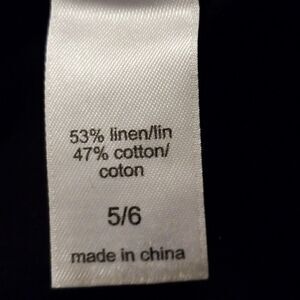 53% linen/lin
47% cotton/
coton
5/6
made in china